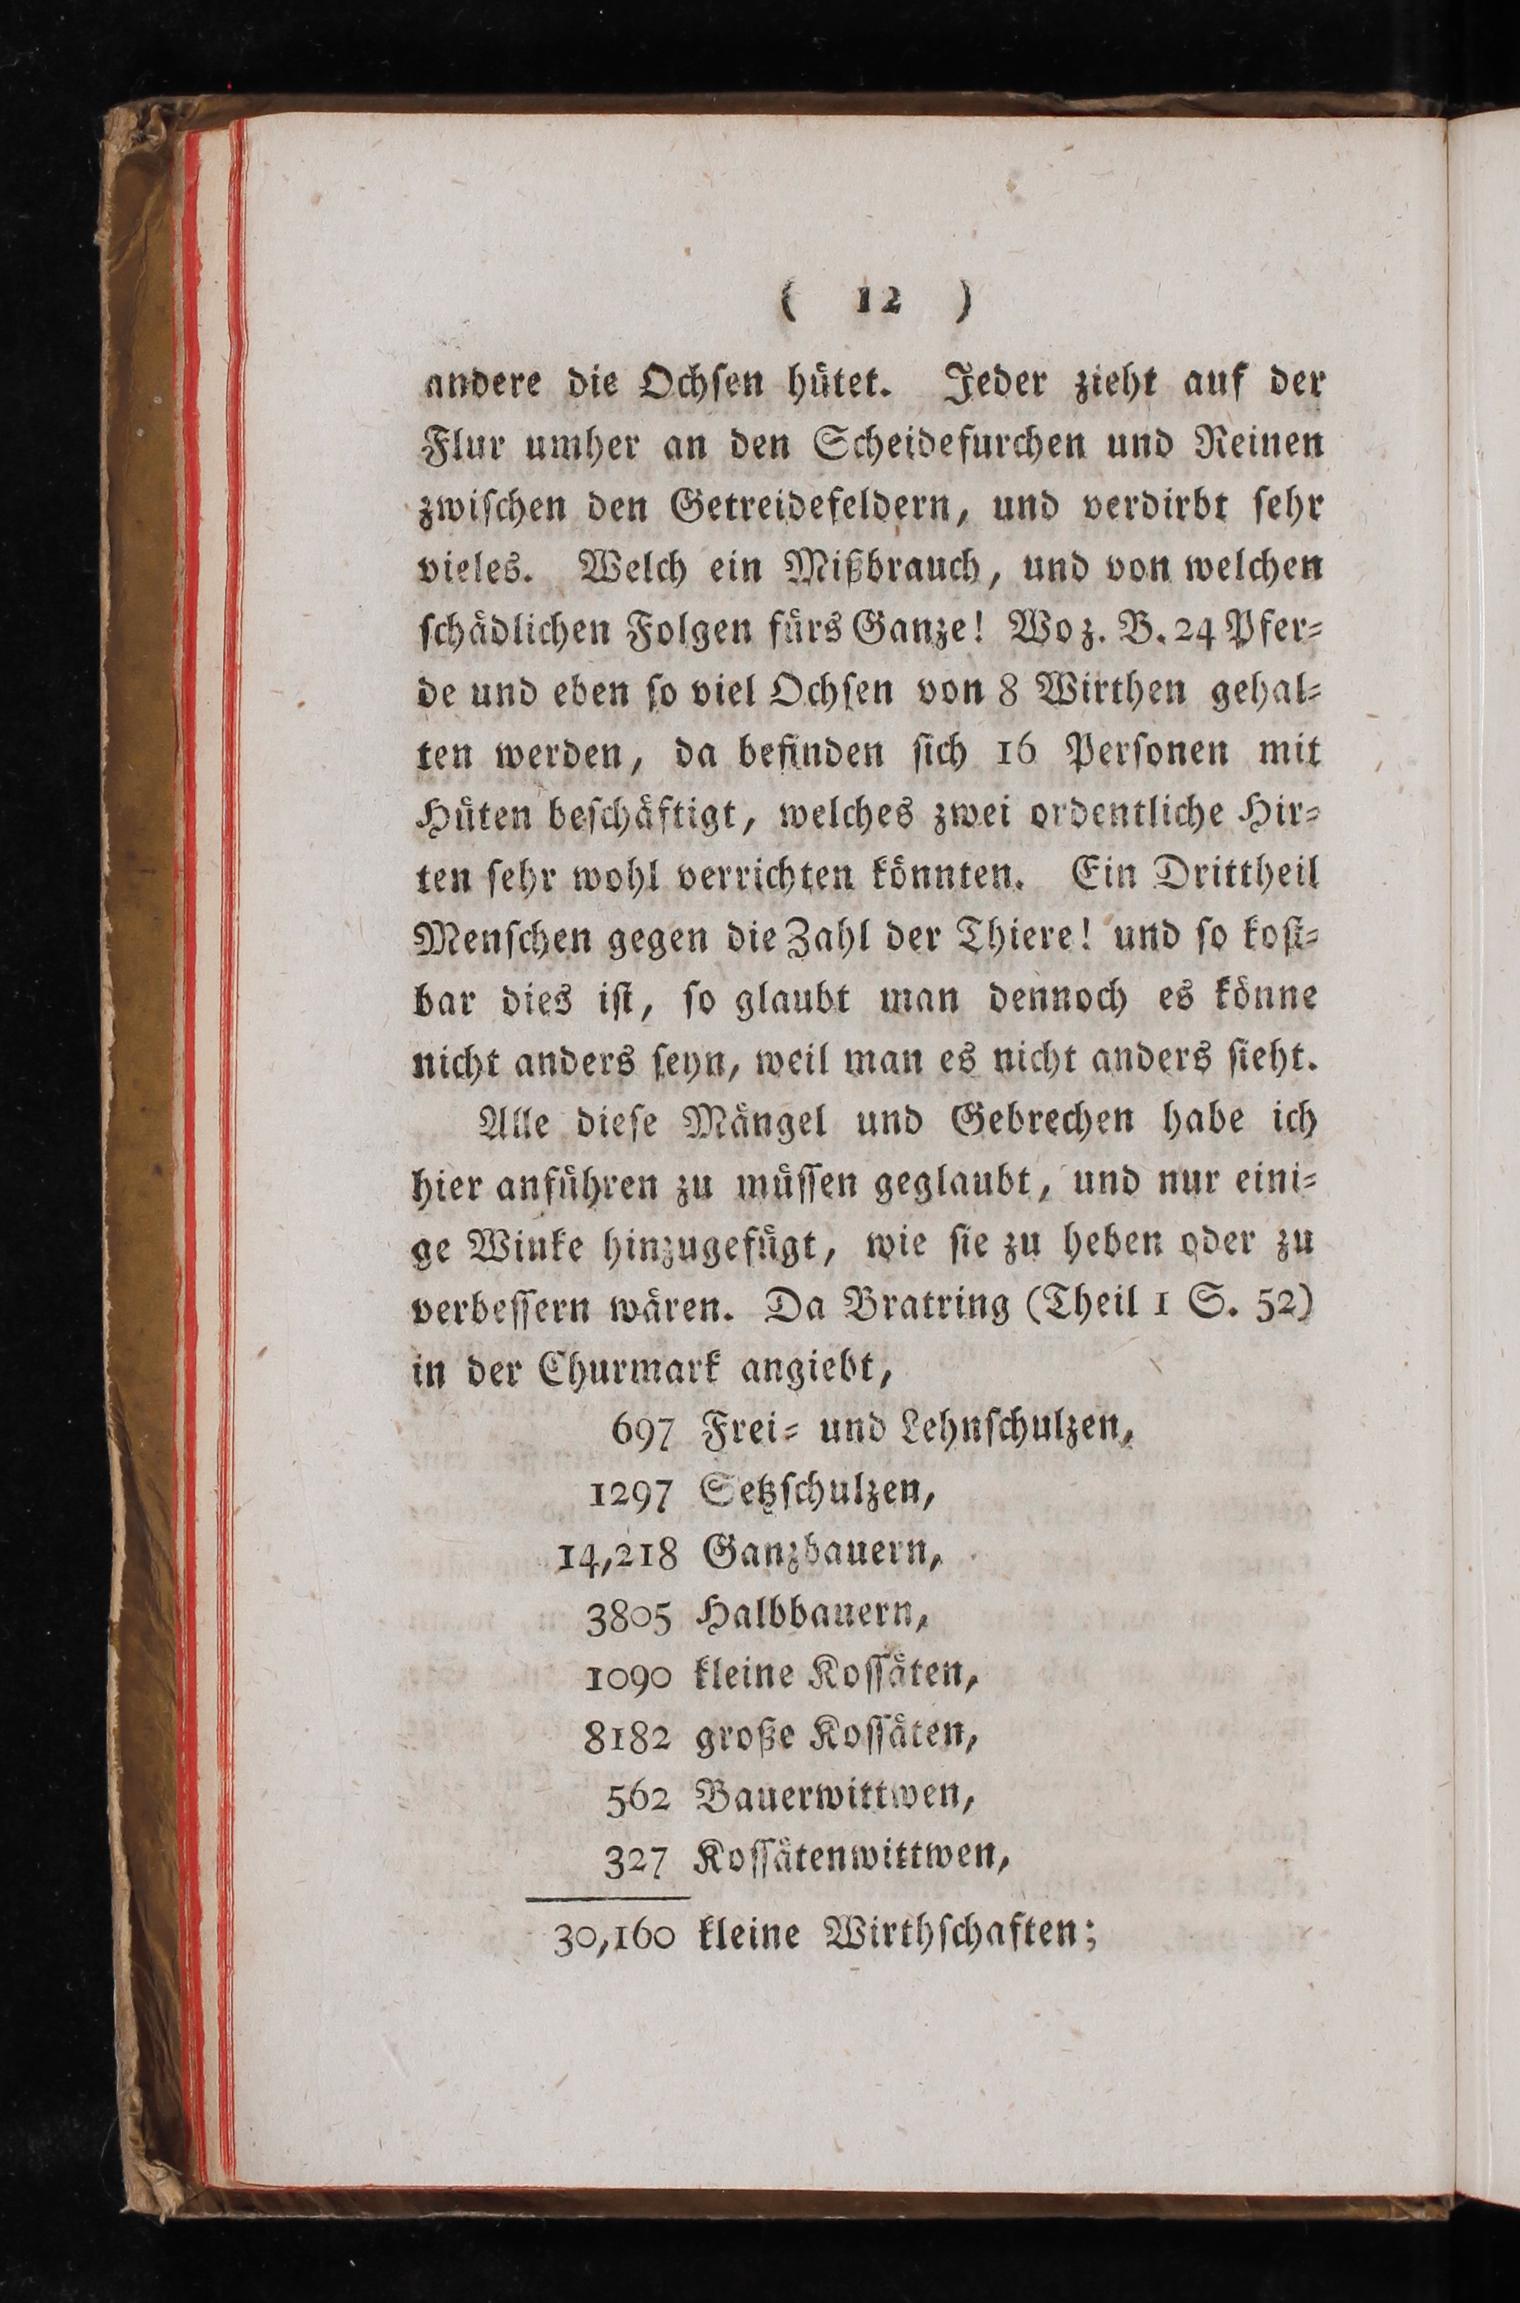 ( 12 )
andere die Ochſen hütet. Jeder zieht auf der
Flur umher an den Scheidefurchen und Reinen
zwiſchen den Getreidefeldern, und verdirbt ſehr
vieles. Welch ein Mißbrauch, und von welchen
ſchädlichen Folgen fürs Ganze! Wo z. B. 24 Pfer⸗
de und eben ſo viel Ochſen von 8 Wirthen gehal⸗
ten werden, da befinden ſich 16 Perſonen mit
Hüten beſchäftigt, welches zwei ordentliche Hir⸗
ten ſehr wohl verrichten könnten. Ein Drittheil
Menſchen gegen die Zahl der Thiere! und ſo koſt⸗
bar dies iſt, ſo glaubt man dennoch es könne
nicht anders ſeyn, weil man es nicht anders ſieht.
Alle dieſe Mängel und Gebrechen habe ich
hier anführen zu müſſen geglaubt, und nur eini⸗
ge Winke hinzugefügt, wie ſie zu heben oder zu
verbeſſern wären. Da Bratring (Theil 1 S. 52)
in der Churmark angiebt,
697 Frei⸗ und Lehnſchulzen,
1297 Setzſchulzen,
14,218 Ganzbauern,
3805 Halbbauern,
1090 kleine Koſſäten,
8182 große Koſſäten,
562 Bauerwittwen,
327 Koſſätenwittwen,
30,160 kleine Wirthſchaften;